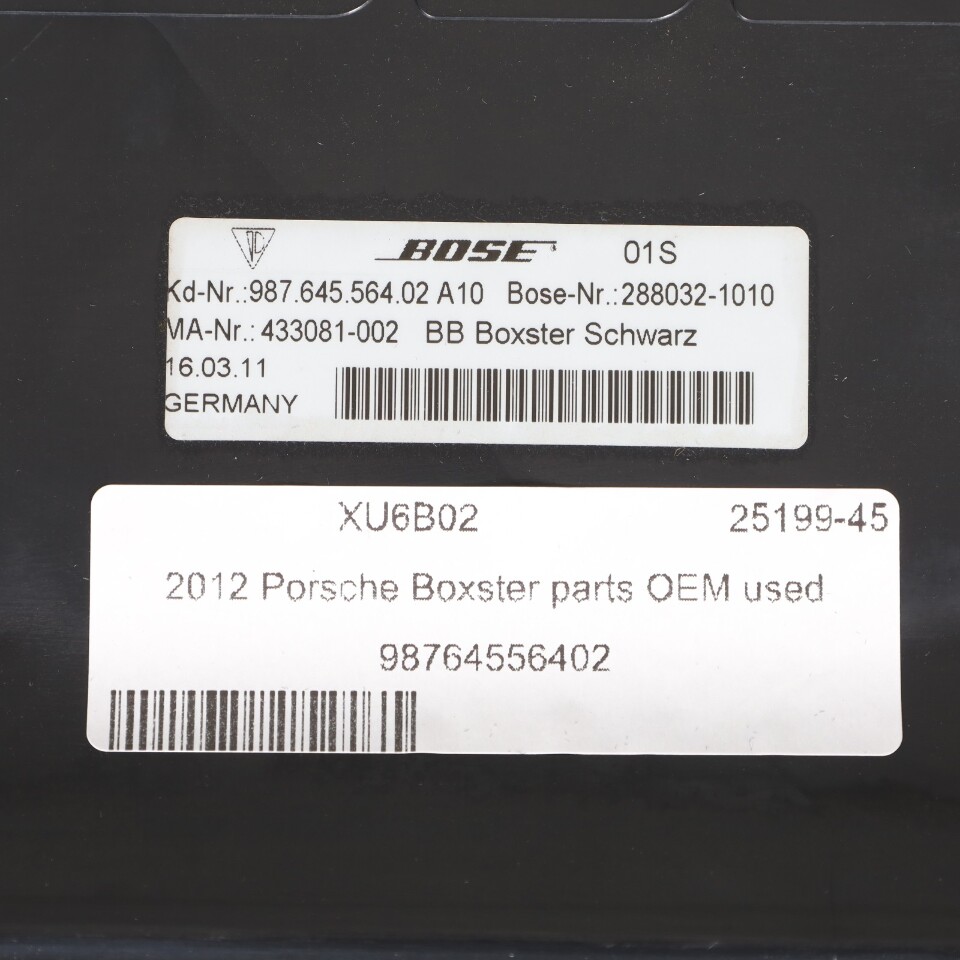 BOSE 01S
Kd-Nr.:987.645.564.02 A10 Bose-Nr.:288032-1010
MA-Nr.: 433081-002 BB Boxster Schwarz
16.03.11
GERMANY
XU6B02 25199-45
2012 Porsche Boxster parts OEM used
98764556402